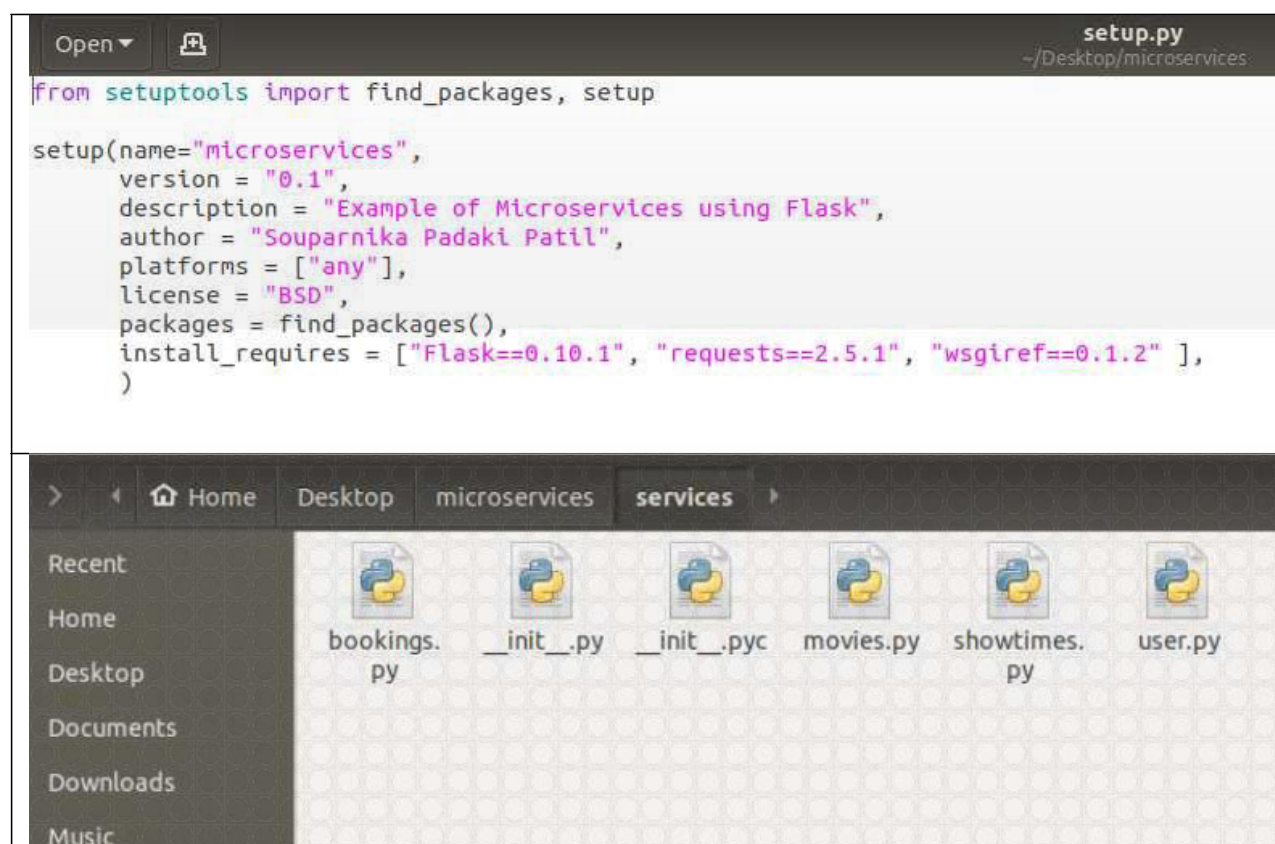 Open
setup.py
~/Desktop/microservices
from setuptools import find_packages, setup
setup(name="microservices",
version = "0.1",
description = "Example of Microservices using Flask",
author = "Souparnika Padaki Patil",
platforms = ["any"],
license = "BSD",
packages = find_packages(),
install_requires = ["Flask==0.10.1", "requests==2.5.1", "wsgiref==0.1.2" ],
)
Home Desktop microservices services
Recent
Home
Desktop
Documents
Downloads
Music
bookings.
py
__init__.py
__init__.pyc
movies.py
showtimes.
py
user.py